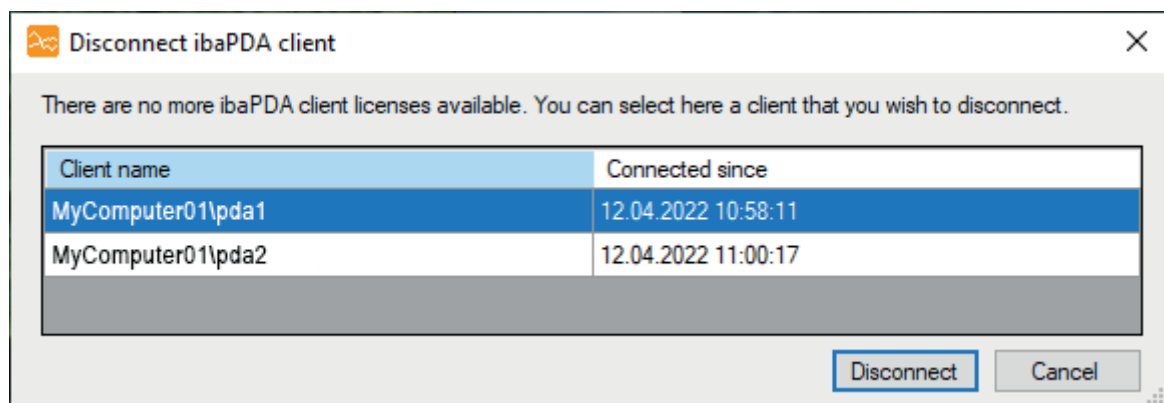 Disconnect ibaPDA client
There are no more ibaPDA client licenses available. You can select here a client that you wish to disconnect.
Client name Connected since
MyComputer01\pda1 12.04.2022 10:58:11
MyComputer01\pda2 12.04.2022 11:00:17
Disconnect Cancel